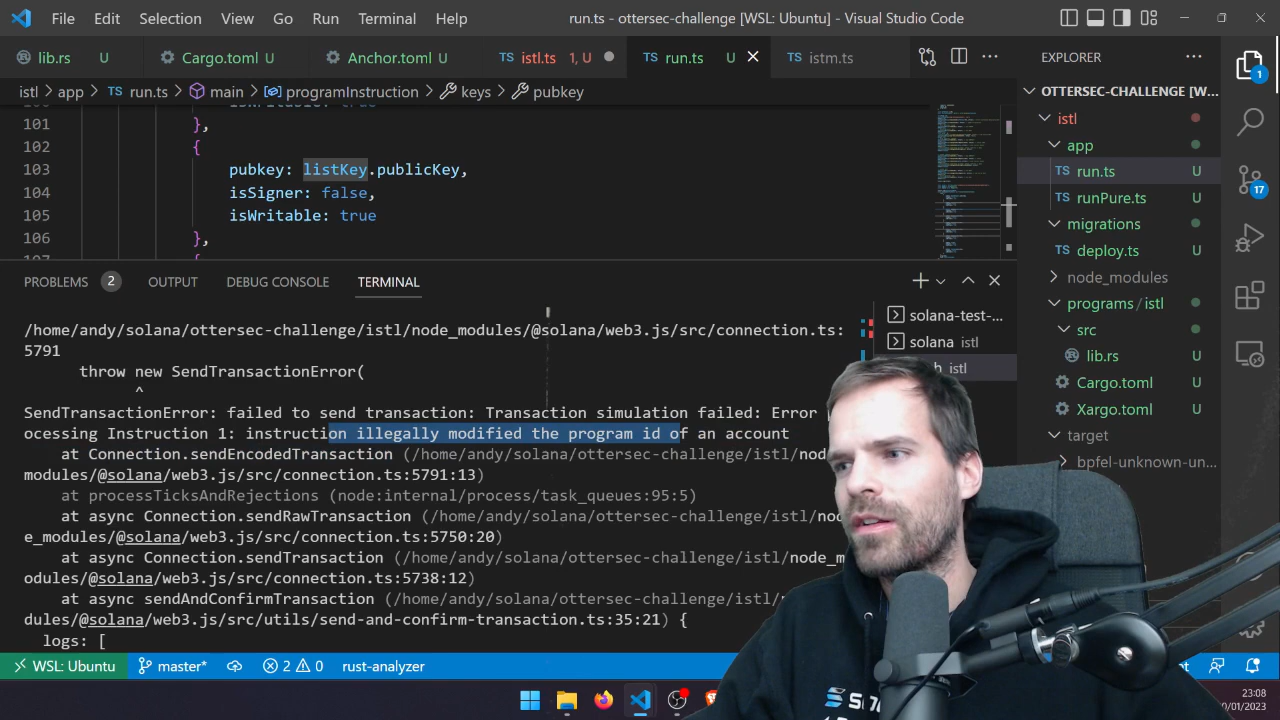 File Edit Selection View Go Run Terminal Help run.ts - ottersec-challenge [WSL: Ubuntu] - Visual Studio Code
lib.rs U Cargo.toml U Anchor.toml U TS istl.ts 1, U TS run.ts U TS istm.ts
EXPLORER
istl app TS run.ts main programInstruction keys pubkey
101 },
102 {
103 pubkey: listKey.publicKey,
104 isSigner: false,
105 isWritable: true
106 },
PROBLEMS 2 OUTPUT DEBUG CONSOLE TERMINAL
/home/andy/solana/ottersec-challenge/istl/node_modules/@solana/web3.js/src/connection.ts:
5791
throw new SendTransactionError(
^
SendTransactionError: failed to send transaction: Transaction simulation failed: Error
ocessing Instruction 1: instruction illegally modified the program id of an account
at Connection.sendEncodedTransaction (/home/andy/solana/ottersec-challenge/istl/nod
modules/@solana/web3.js/src/connection.ts:5791:13)
at processTicksAndRejections (node:internal/process/task_queues:95:5)
at async Connection.sendRawTransaction (/home/andy/solana/ottersec-challenge/istl/no
e_modules/@solana/web3.js/src/connection.ts:5750:20)
at async Connection.sendTransaction (/home/andy/solana/ottersec-challenge/istl/node_m
odules/@solana/web3.js/src/connection.ts:5738:12)
at async sendAndConfirmTransaction (/home/andy/solana/ottersec-challenge/istl/
dules/@solana/web3.js/src/utils/send-and-confirm-transaction.ts:35:21) {
logs: [
solana-test-...
solana istl
h istl
OTTERSEC-CHALLENGE [W...
istl
app
TS run.ts U
TS runPure.ts U
migrations
TS deploy.ts U
node_modules
programs / istl
src
lib.rs U
Cargo.toml U
Xargo.toml U
target
bpfel-unknown-un...
1
17
WSL: Ubuntu master* 2 0 rust-analyzer
23:08
0/01/2023